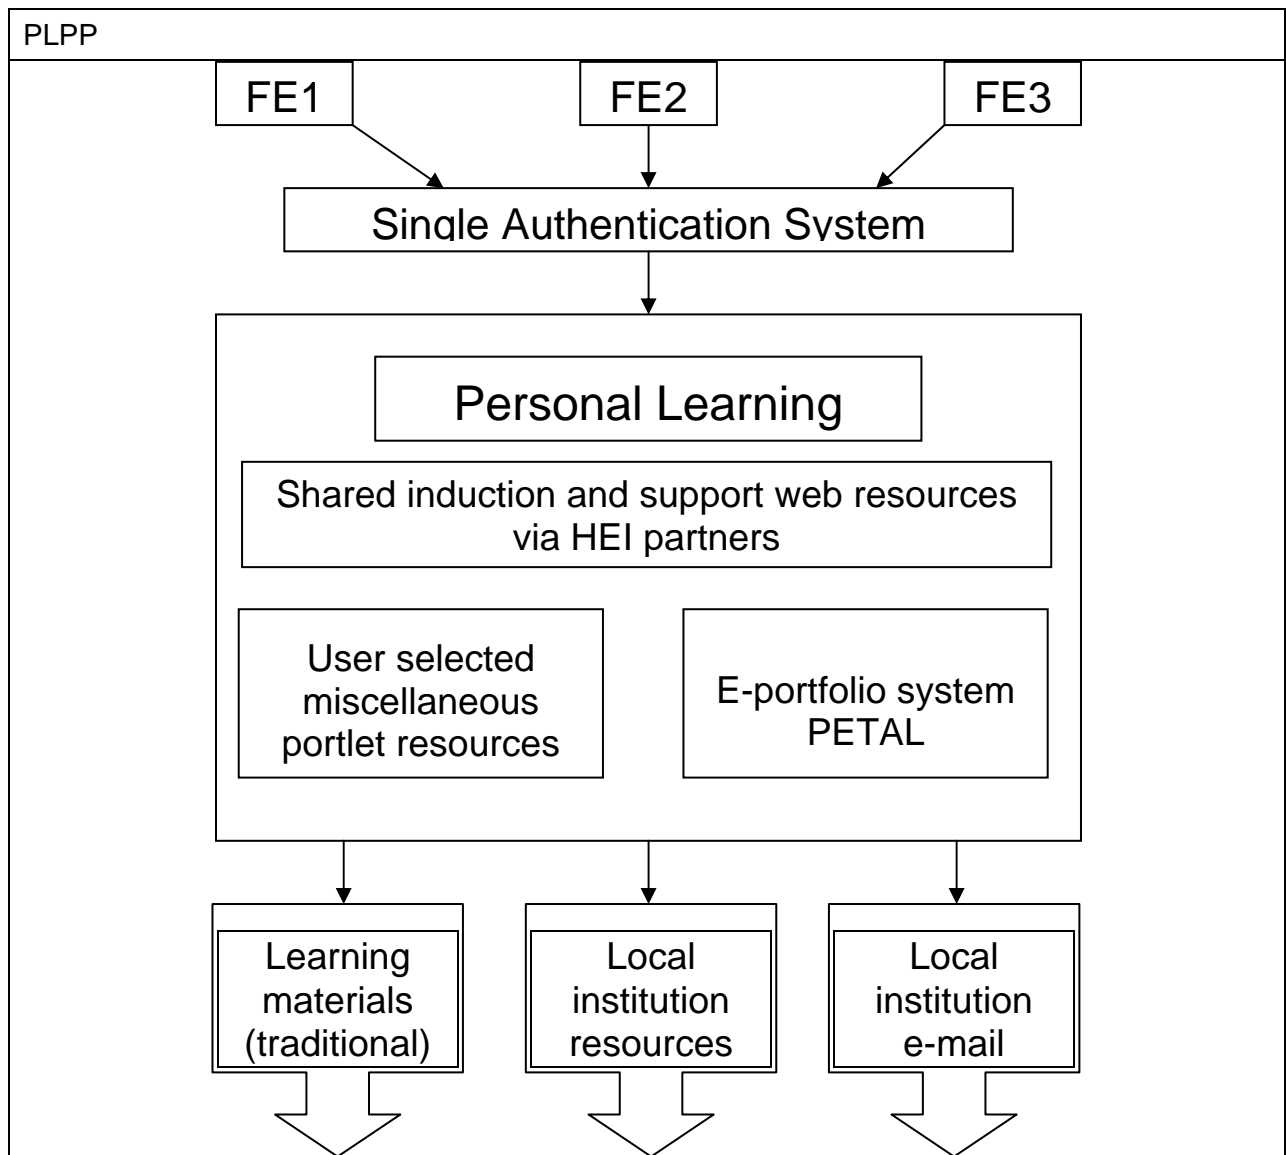 PLPP
FE1
FE2
FE3
Single Authentication System
Personal Learning
Shared induction and support web resources
via HEI partners
User selected
miscellaneous
portlet resources
E-portfolio system
PETAL
Learning
materials
(traditional)
Local
institution
resources
Local
institution
e-mail